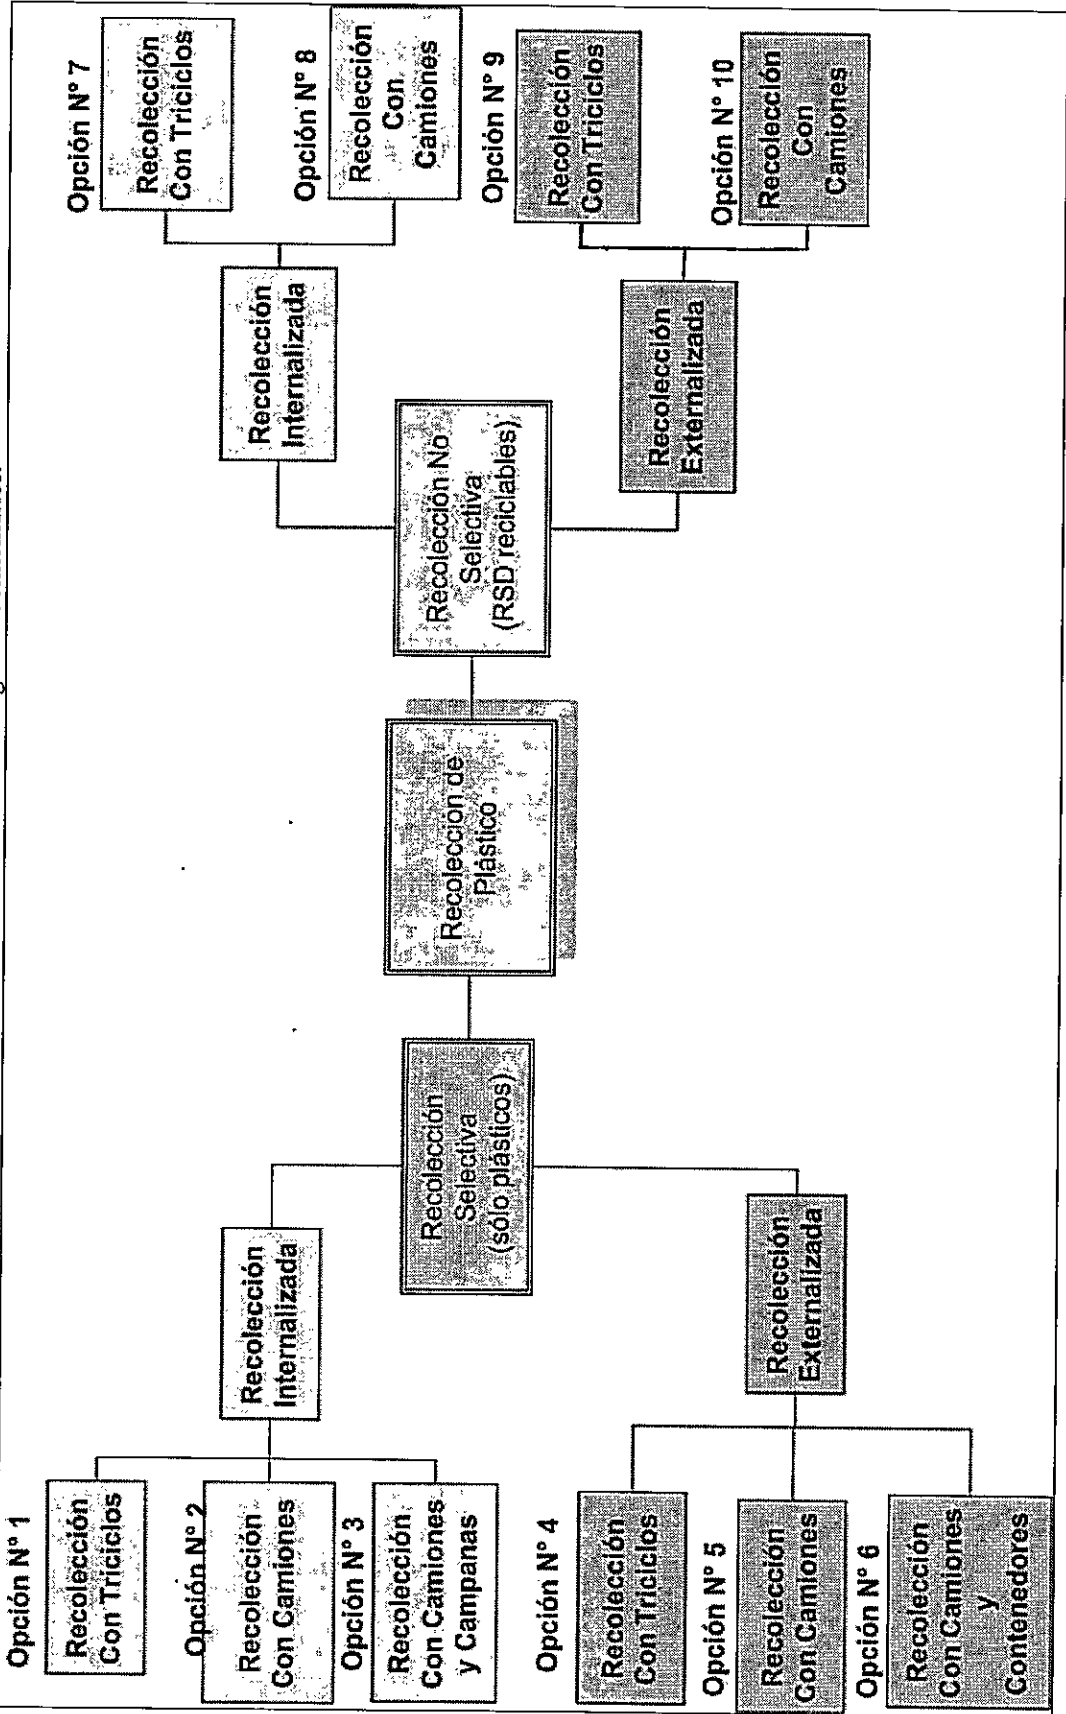 Opción N° 1
Recolección
Con Triciclos
Opción N° 2
Recolección
Con Camiones
Opción N° 3
Recolección
Con Camiones
y Campanas
Opción N° 4
Recolección
Con Triciclos
Opción N° 5
Recolección
Con Camiones
Opción N° 6
Recolección
Con Camiones
y
Contenedores
Recolección
Internalizada
Recolección
Externalizada
Recolección
Selectiva
(sólo plásticos)
Recolección de
Plástico
Recolección No
Selectiva
(RSD reciclables)
Recolección
Internalizada
Recolección
Externalizada
Opción N° 7
Recolección
Con Triciclos
Opción N° 8
Recolección
Con
Camiones
Opción N° 9
Recolección
Con Triciclos
Opción N° 10
Recolección
Con
Camiones